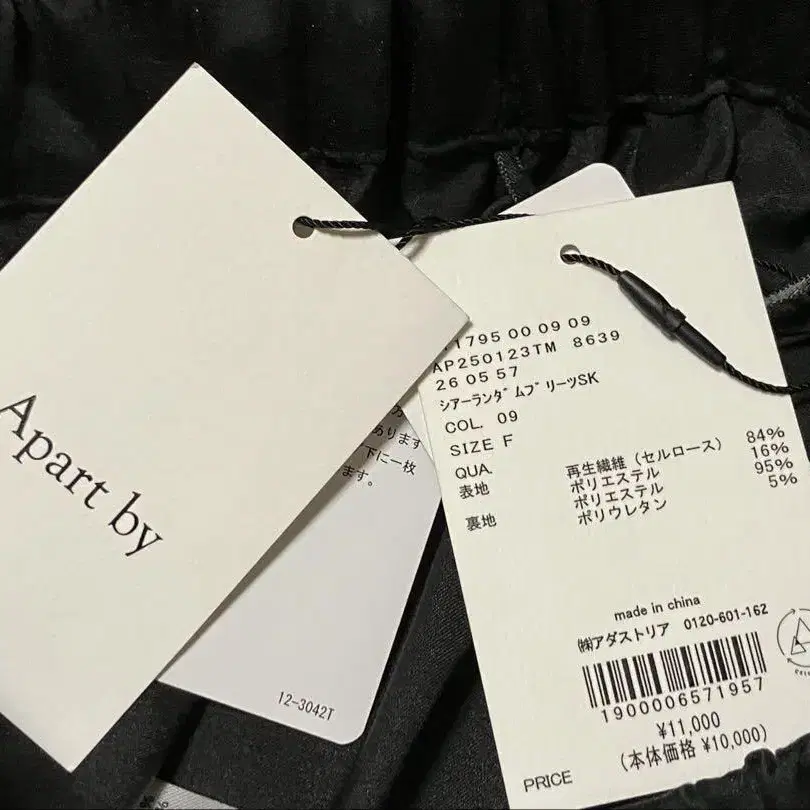 Apart by
あります
下に一枚
ます。
12-3042T
1795 00 09 09
AP250123TM 8639
26 05 57
シアーランダムプリーツSK
COL. 09
SIZE F
QUA.
表地 再生繊維（セルロース） 84%
ポリエステル 16%
裏地 ポリエステル 95%
ポリウレタン 5%
made in china
㈱アダストリア 0120-601-162
1900006571957
¥11,000
(本体価格 ¥10,000)
PRICE